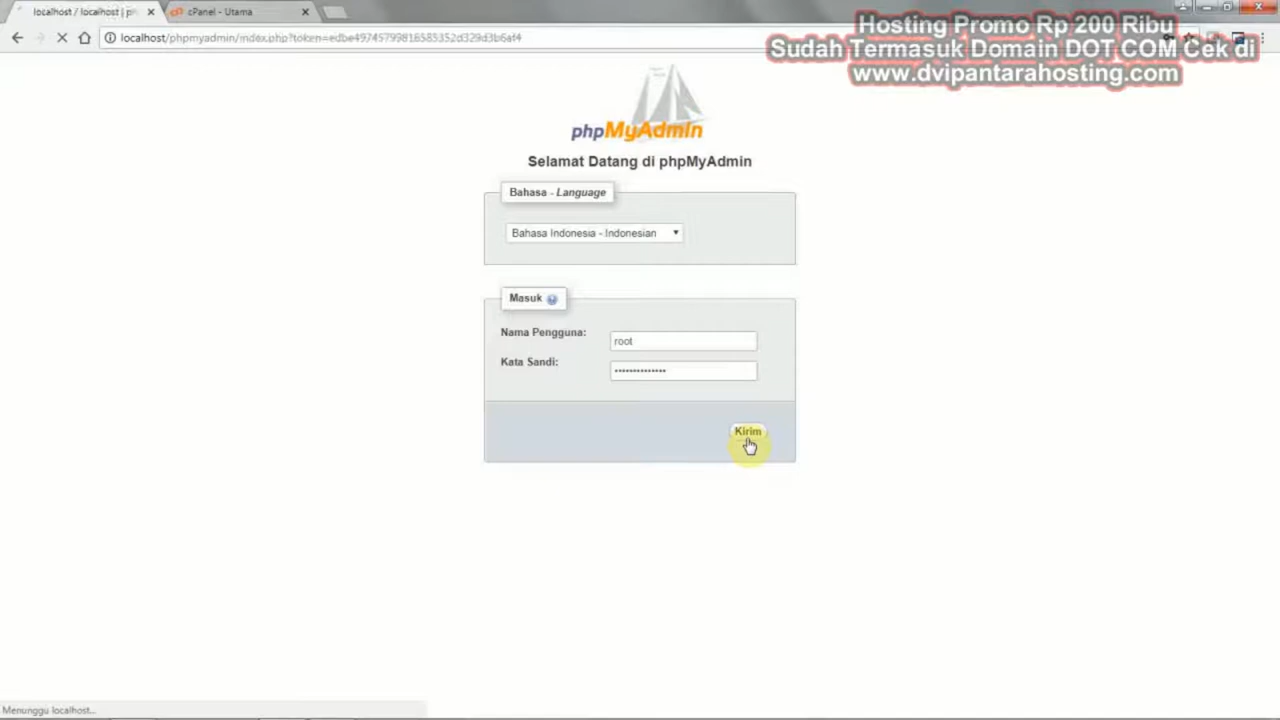 localhost / localhost | p
cPanel - Utama
localhost/phpmyadmin/index.php?token=edbe49745799816585352d329d3b6af4
Hosting Promo Rp 200 Ribu
Sudah Termasuk Domain DOT COM Cek di
www.dvipantarahosting.com
phpMyAdmin
Selamat Datang di phpMyAdmin
Bahasa - Language
Bahasa Indonesia - Indonesian
Masuk
Nama Pengguna:
root
Kata Sandi:
Kirim
Menunggu localhost...